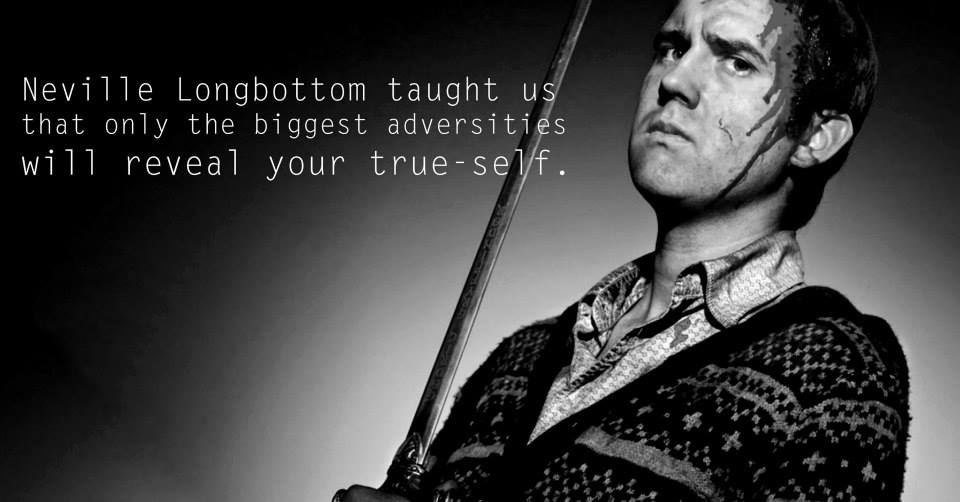 Neville Longbottom taught us
that only the biggest adversities
will reveal your true-self.